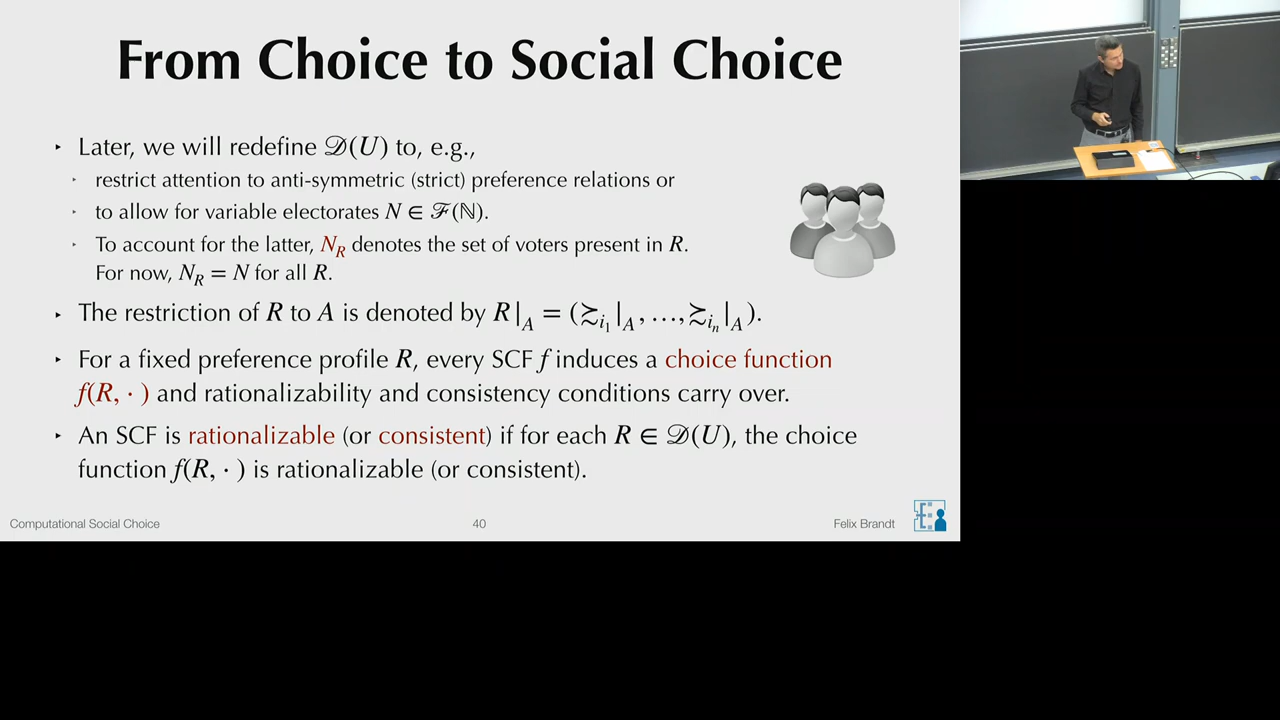 From Choice to Social Choice
‣ Later, we will redefine 𝒟(U) to, e.g.,
‣ restrict attention to anti-symmetric (strict) preference relations or
‣ to allow for variable electorates N ∈ ℱ(ℕ).
‣ To account for the latter, N_R denotes the set of voters present in R.
For now, N_R = N for all R.
‣ The restriction of R to A is denoted by R|_A = (≿_{i_1}|_A, …, ≿_{i_n}|_A).
‣ For a fixed preference profile R, every SCF f induces a choice function
f(R, · ) and rationalizability and consistency conditions carry over.
‣ An SCF is rationalizable (or consistent) if for each R ∈ 𝒟(U), the choice
function f(R, · ) is rationalizable (or consistent).
Computational Social Choice
40
Felix Brandt